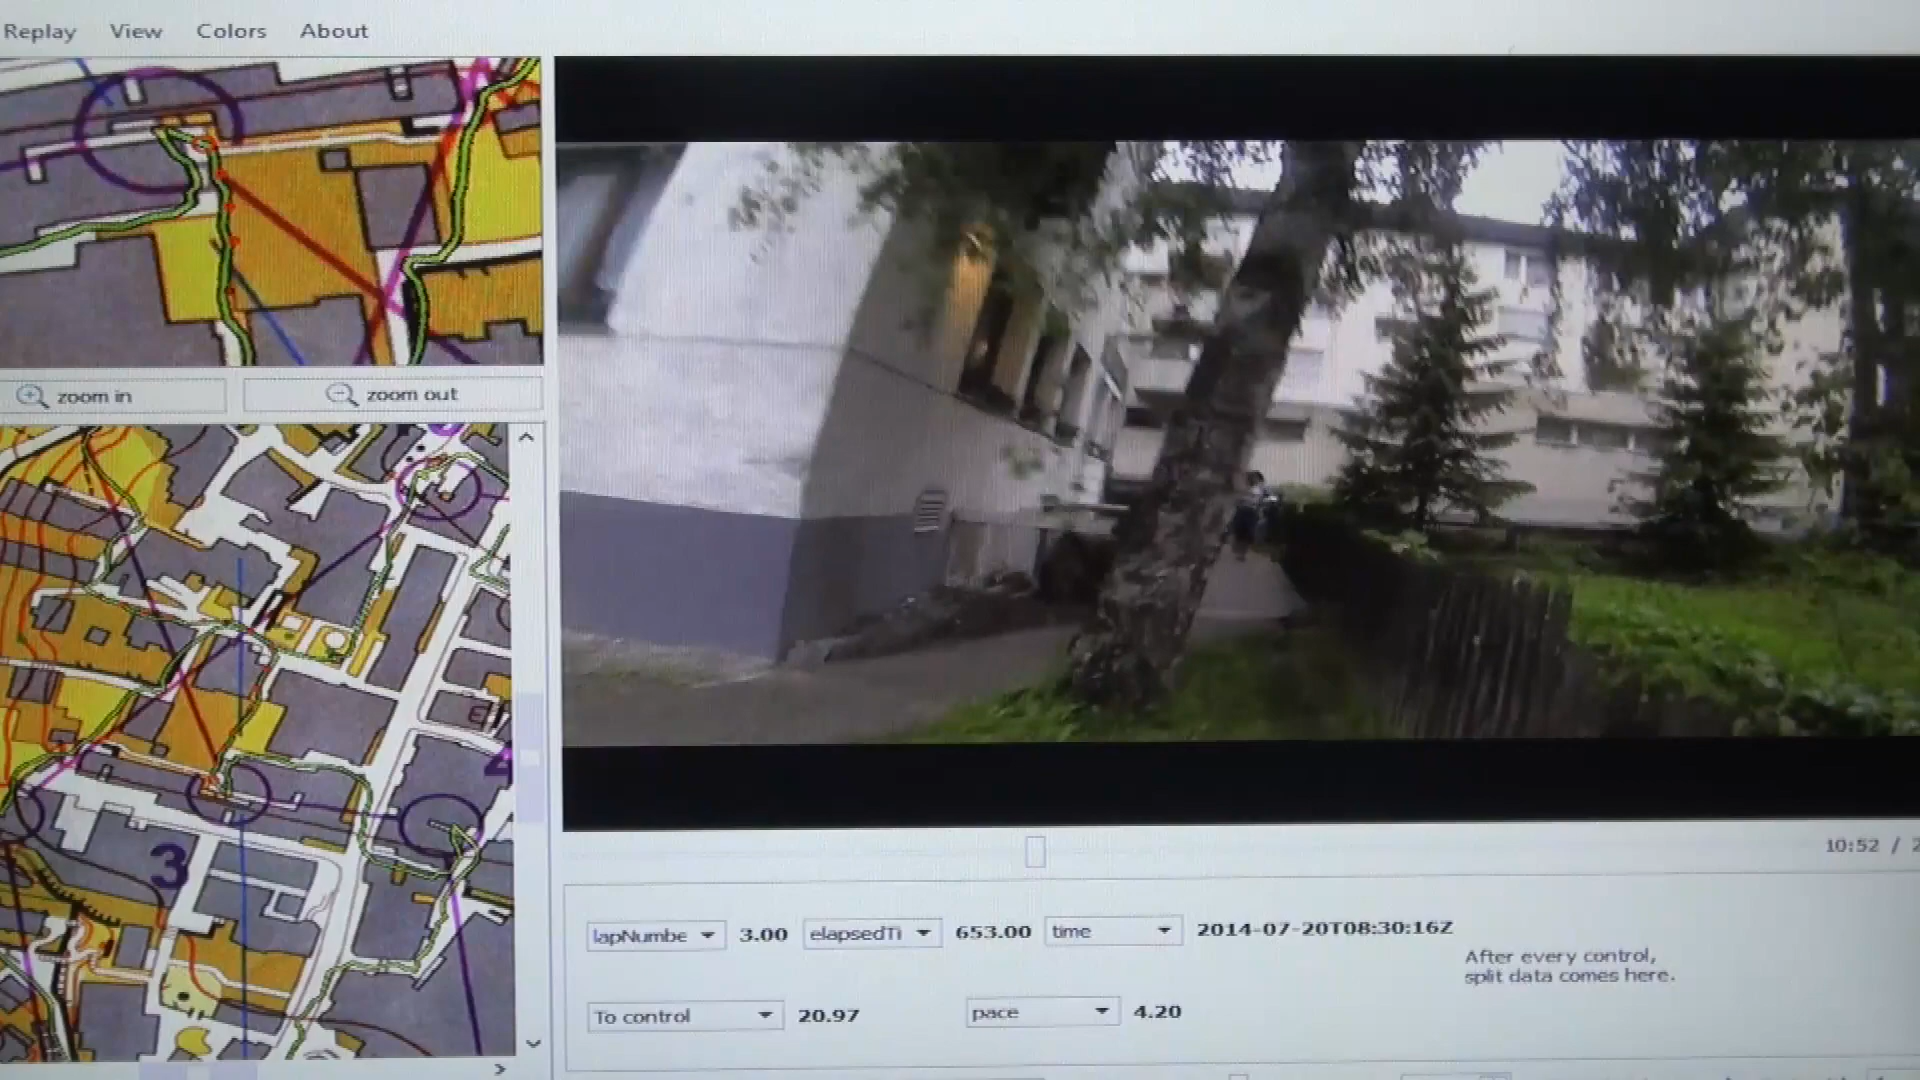 Replay View Colors About
zoom in zoom out
3
10:52 / 2
lapNumbe 3.00 elapsedTi 653.00 time 2014-07-20T08:30:16Z
After every control,
split data comes here.
To control 20.97 pace 4.20